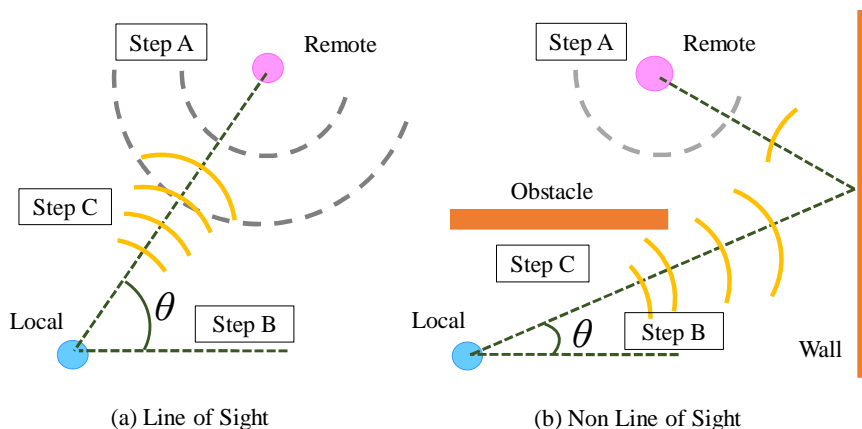 Step A
Remote
Step C
Local
θ
Step B
(a) Line of Sight
Step A
Remote
Obstacle
Step C
Local
θ
Step B
Wall
(b) Non Line of Sight